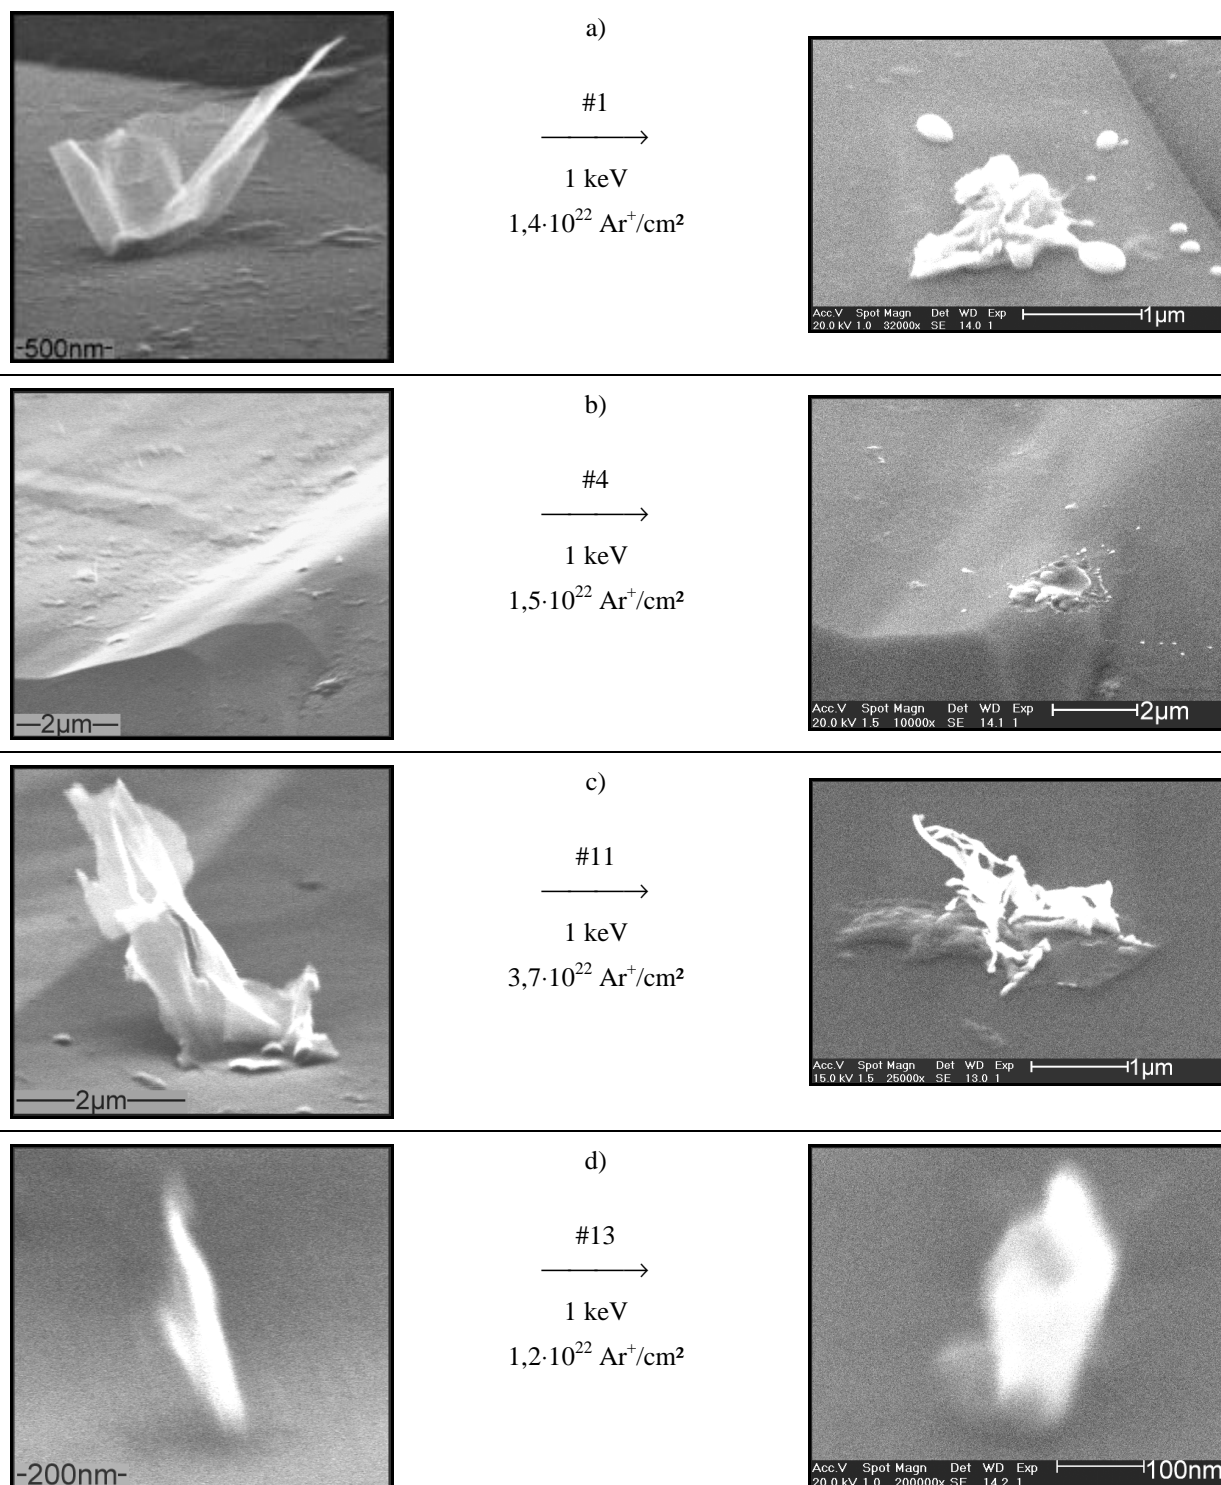 a)
#1
1 keV
1,4·10²² Ar⁺/cm²
-500nm-
Acc.V Spot Magn Det WD Exp 1µm
20.0 kV 1.0 32000x SE 14.0 1
b)
#4
1 keV
1,5·10²² Ar⁺/cm²
2µm
Acc.V Spot Magn Det WD Exp 2µm
20.0 kV 1.5 10000x SE 14.1 1
c)
#11
1 keV
3,7·10²² Ar⁺/cm²
2µm
Acc.V Spot Magn Det WD Exp 1µm
15.0 kV 1.5 25000x SE 13.0 1
d)
#13
1 keV
1,2·10²² Ar⁺/cm²
-200nm-
Acc.V Spot Magn Det WD Exp 100nm
20.0 kV 1.0 200000x SE 14.2 1